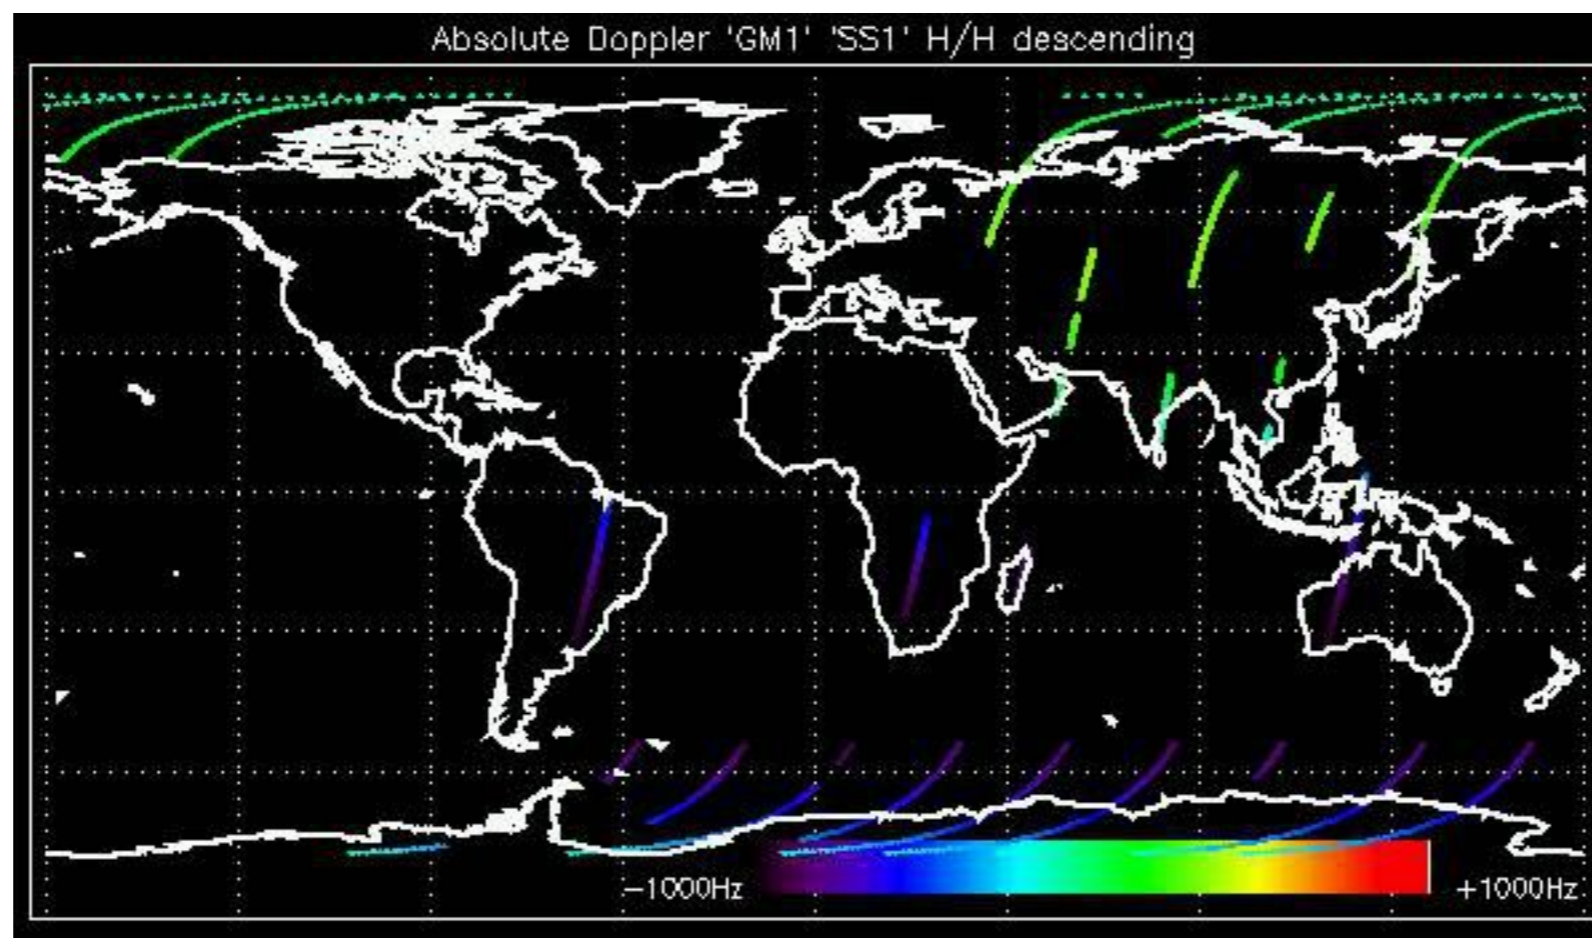 Absolute Doppler 'GM1' 'SS1' H/H descending
-1000Hz
+1000Hz